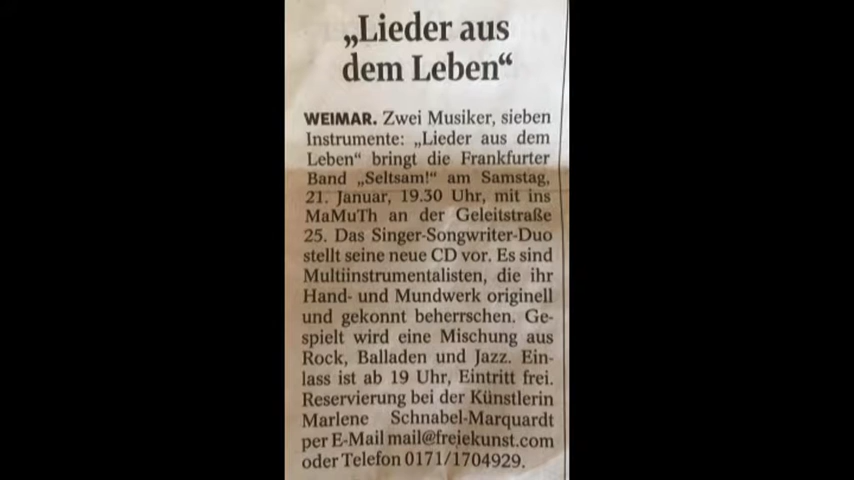 „Lieder aus
dem Leben“
WEIMAR. Zwei Musiker, sieben
Instrumente: „Lieder aus dem
Leben“ bringt die Frankfurter
Band „Seltsam!“ am Samstag,
21. Januar, 19.30 Uhr, mit ins
MaMuTh an der Geleitstraße
25. Das Singer-Songwriter-Duo
stellt seine neue CD vor. Es sind
Multiinstrumentalisten, die ihr
Hand- und Mundwerk originell
und gekonnt beherrschen. Ge-
spielt wird eine Mischung aus
Rock, Balladen und Jazz. Ein-
lass ist ab 19 Uhr, Eintritt frei.
Reservierung bei der Künstlerin
Marlene Schnabel-Marquardt
per E-Mail mail@freiekunst.com
oder Telefon 0171/1704929.